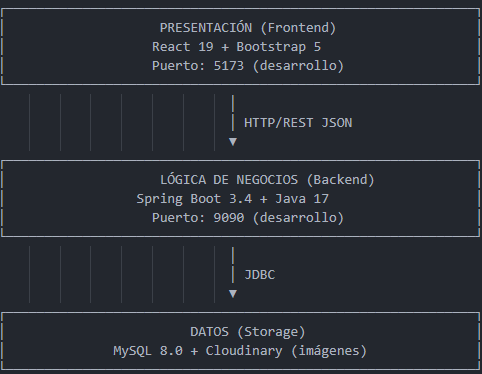 PRESENTACIÓN (Frontend)
React 19 + Bootstrap 5
Puerto: 5173 (desarrollo)
HTTP/REST JSON
LÓGICA DE NEGOCIOS (Backend)
Spring Boot 3.4 + Java 17
Puerto: 9090 (desarrollo)
JDBC
DATOS (Storage)
MySQL 8.0 + Cloudinary (imágenes)